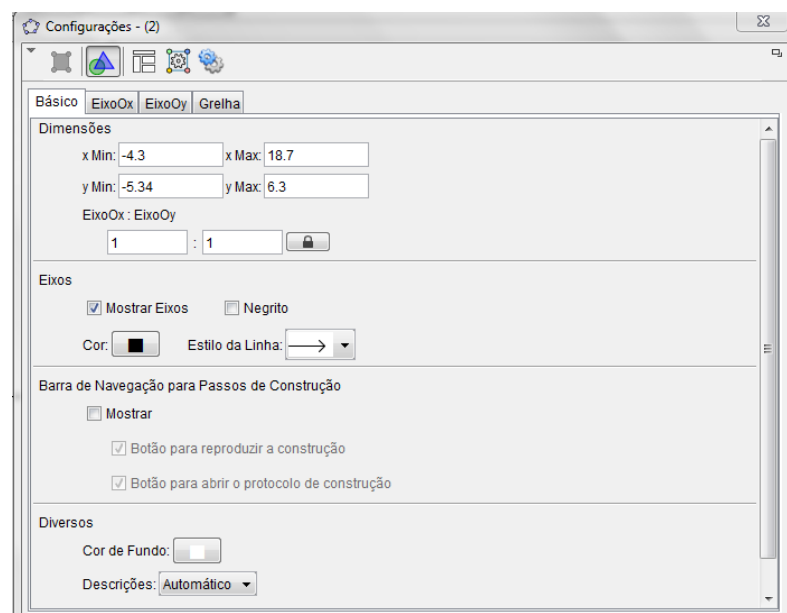 Configurações - (2)
Básico EixoOx EixoOy Grelha
Dimensões
x Min: -4.3 x Max: 18.7
y Min: -5.34 y Max: 6.3
EixoOx : EixoOy
1 : 1
Eixos
Mostrar Eixos Negrito
Cor: Estilo da Linha:
Barra de Navegação para Passos de Construção
Mostrar
Botão para reproduzir a construção
Botão para abrir o protocolo de construção
Diversos
Cor de Fundo:
Descrições: Automático